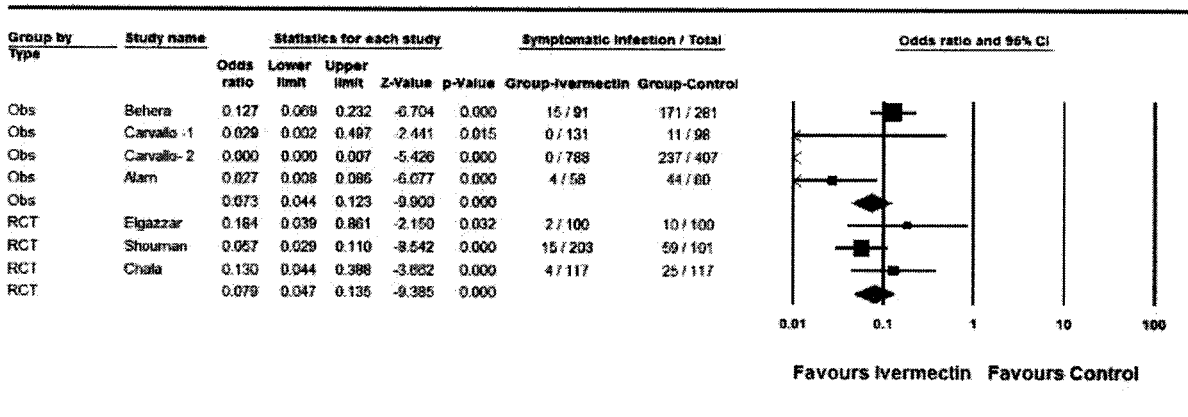 Group by Study name Statistics for each study Symptomatic Infection / Total Odds ratio and 95% CI
Type
Odds Lower Upper
ratio limit limit Z-Value p-Value Group-Ivermectin Group-Control
Obs Behera 0.127 0.069 0.232 -6.704 0.000 15 / 91 171 / 281
Obs Carvallo -1 0.029 0.002 0.497 -2.441 0.015 0 / 131 11 / 98
Obs Carvallo- 2 0.000 0.000 0.007 -5.426 0.000 0 / 788 237 / 407
Obs Alam 0.027 0.008 0.086 -6.077 0.000 4 / 58 44 / 60
Obs 0.073 0.044 0.123 -9.900 0.000
RCT Elgazzar 0.184 0.039 0.861 -2.150 0.032 2 / 100 10 / 100
RCT Shouman 0.057 0.029 0.110 -8.542 0.000 15 / 203 59 / 101
RCT Chala 0.130 0.044 0.388 -3.662 0.000 4 / 117 25 / 117
RCT 0.079 0.047 0.135 -9.385 0.000
0.01 0.1 1 10 100
Favours Ivermectin Favours Control